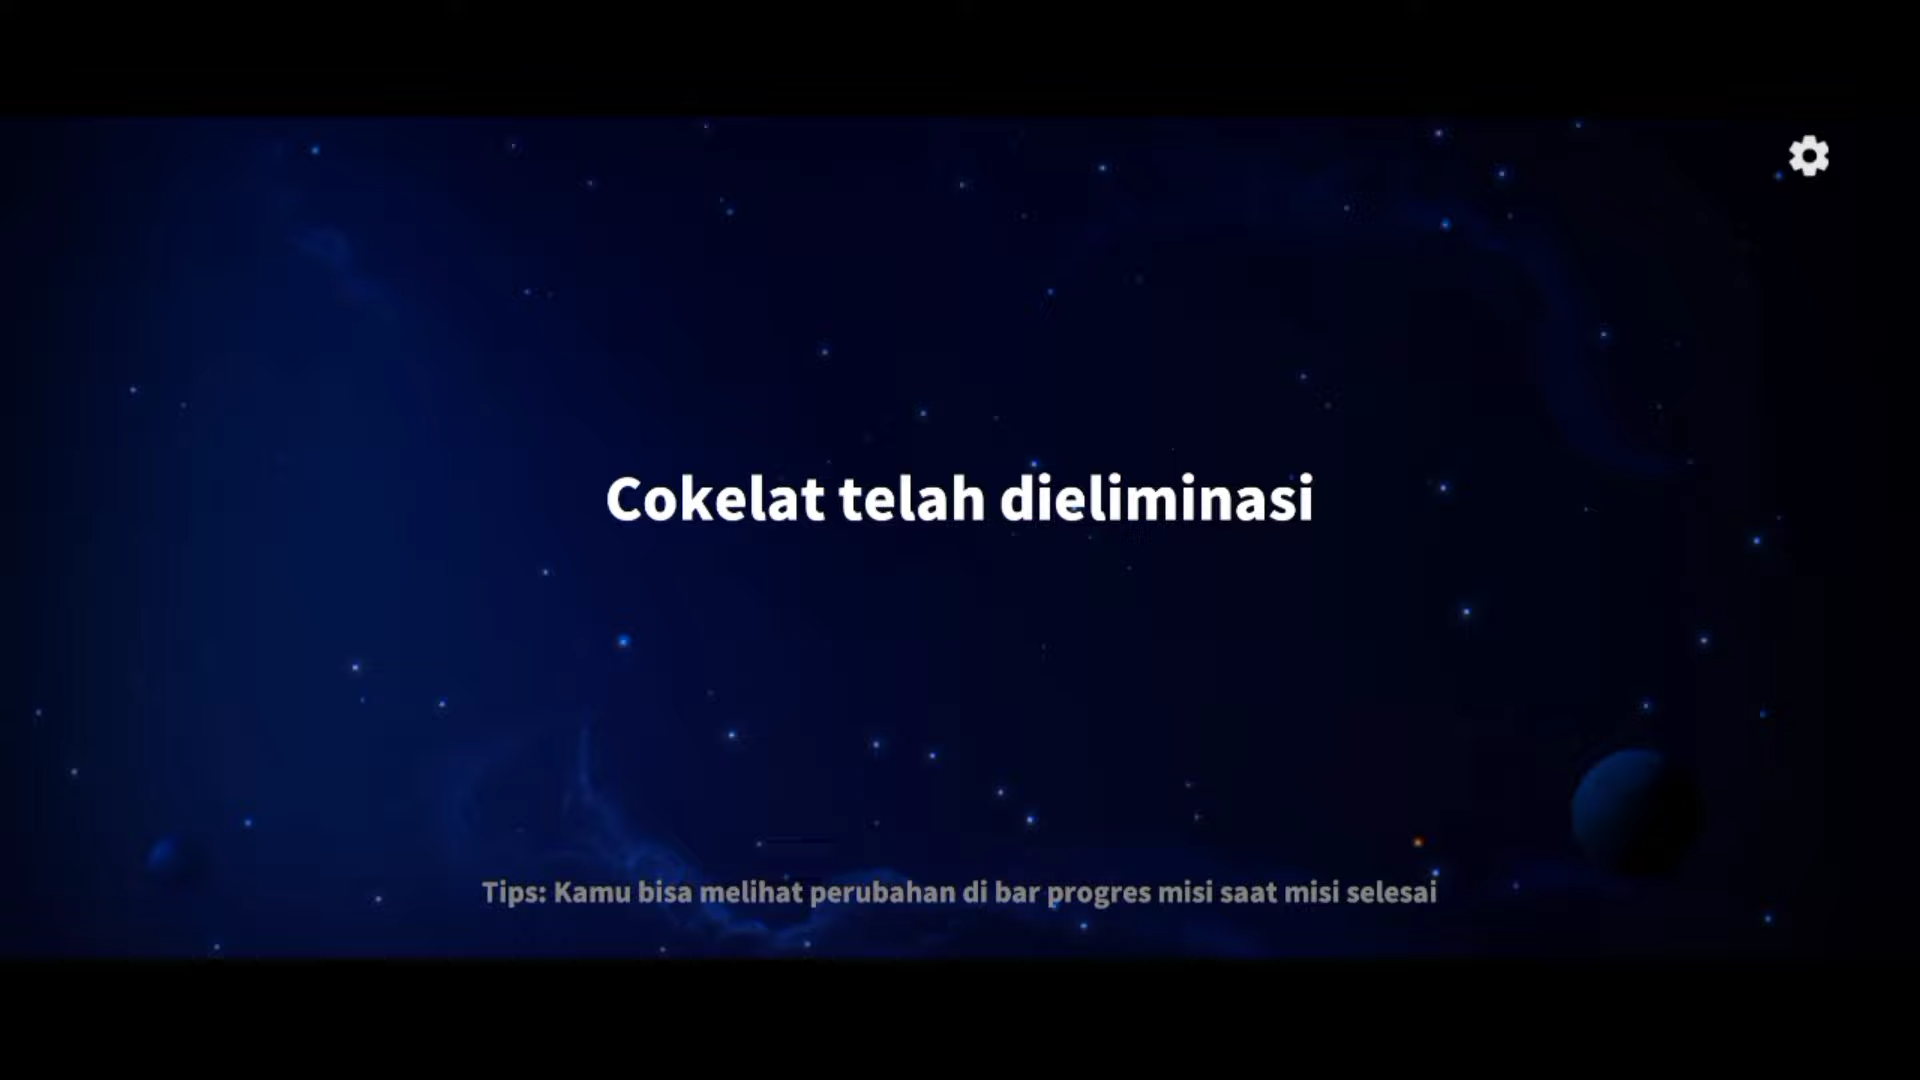 Cokelat telah dieliminasi
Tips: Kamu bisa melihat perubahan di bar progres misi saat misi selesai